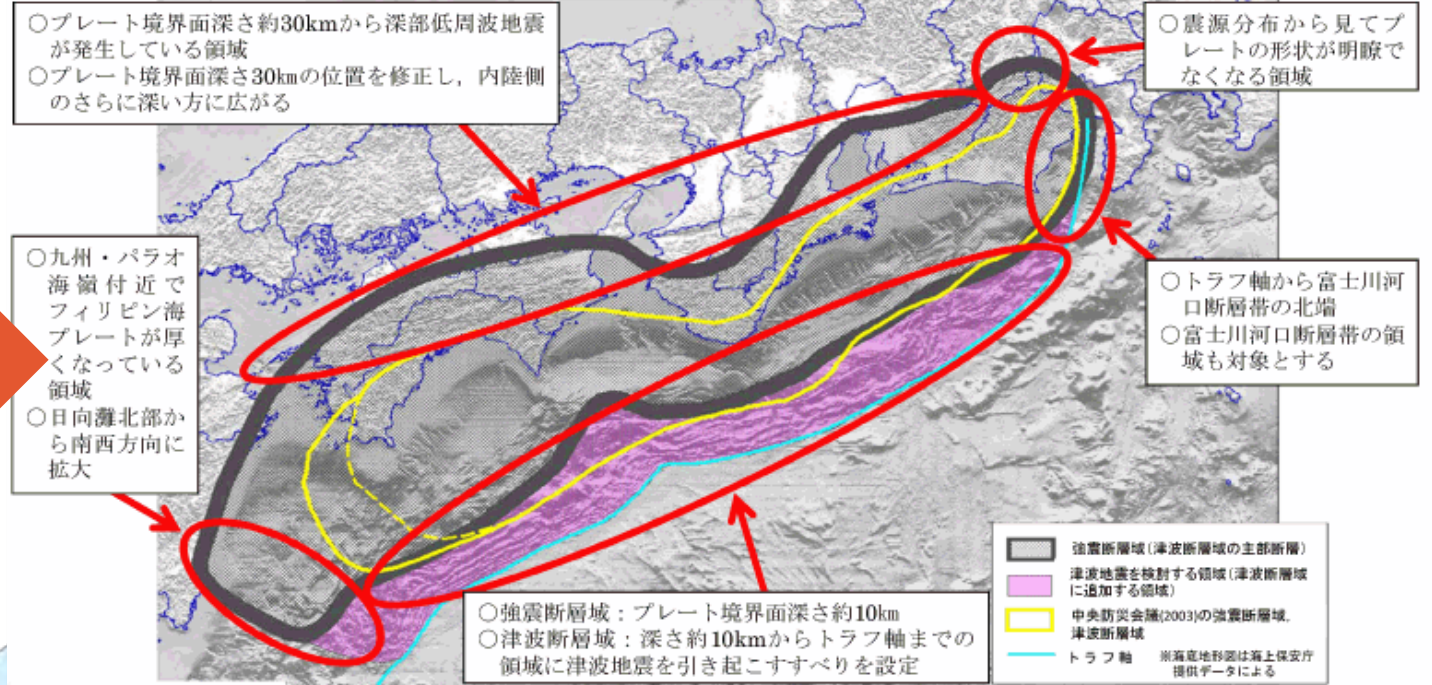 ○プレート境界面深さ約30kmから深部低周波地震
が発生している領域
○プレート境界面深さ30㎞の位置を修正し，内陸側
のさらに深い方に広がる
○震源分布から見てプ
レートの形状が明瞭で
なくなる領域
○九州・パラオ
海嶺付近で
フィリピン海
プレートが厚
くなっている
領域
○日向灘北部か
ら南西方向に
拡大
○トラフ軸から富士川河
口断層帯の北端
○富士川河口断層帯の領
域も対象とする
○強震断層域：プレート境界面深さ約10㎞
○津波断層域：深さ約10kmからトラフ軸までの
領域に津波地震を引き起こすすべりを設定
強震断層域(津波断層域の主部断層)
津波地震を検討する領域(津波断層域
に追加する領域)
中央防災会議(2003)の強震断層域,
津波断層域
トラフ軸 ※海底地形図は海上保安庁
提供データによる